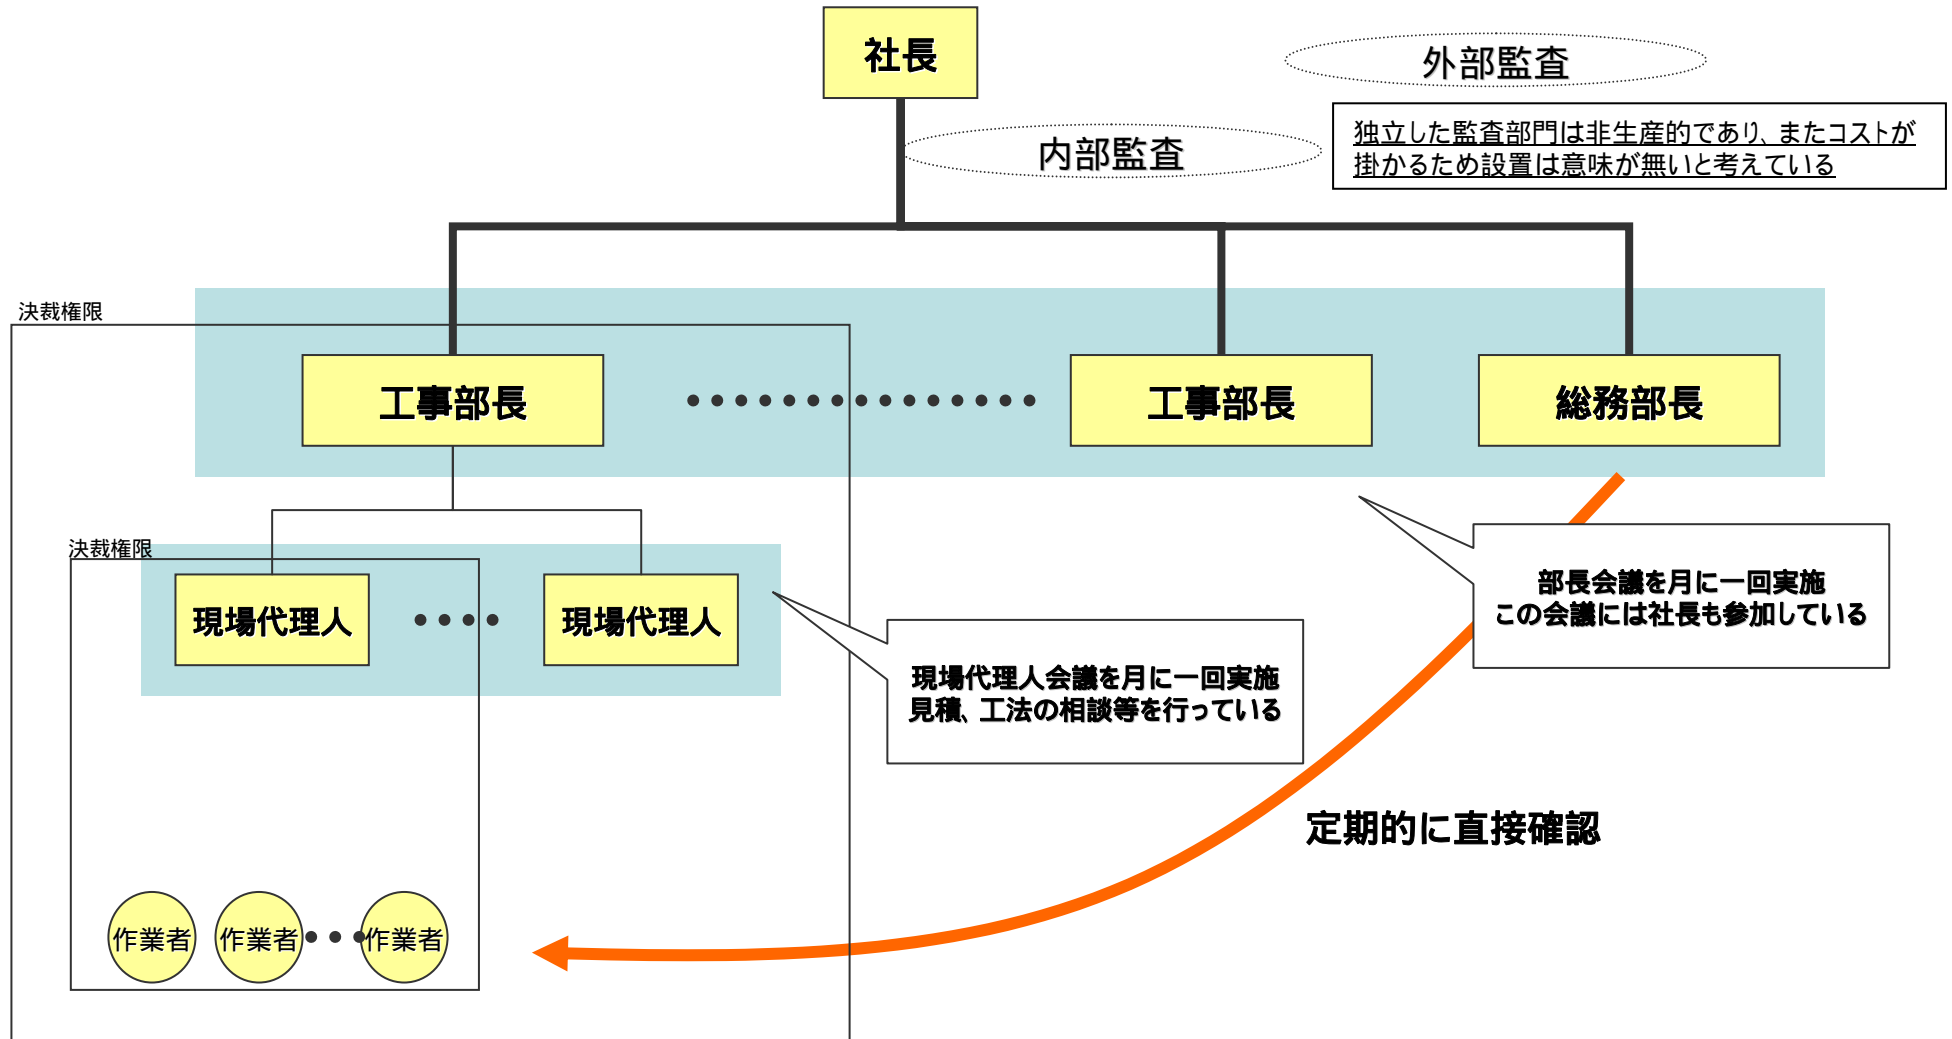 社長
外部監査
内部監査
独立した監査部門は非生産的であり、またコストが
掛かるため設置は意味が無いと考えている
決裁権限
工事部長
工事部長
総務部長
決裁権限
現場代理人
現場代理人
部長会議を月に一回実施
この会議には社長も参加している
現場代理人会議を月に一回実施
見積、工法の相談等を行っている
定期的に直接確認
作業者
作業者
作業者